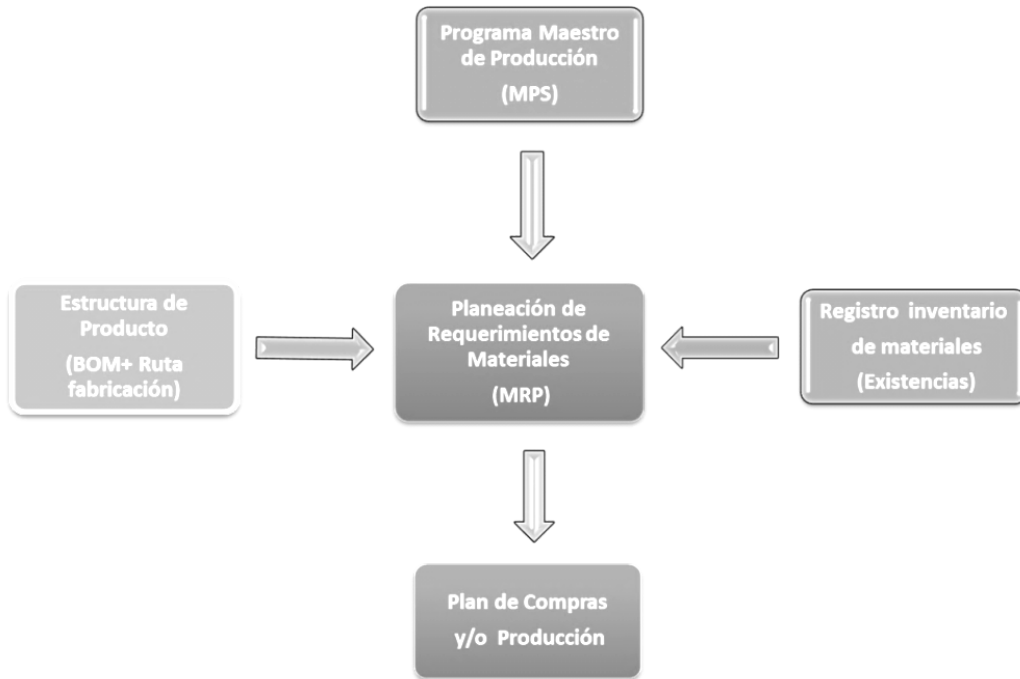 Programa Maestro
de Producción
(MPS)
Estructura de
Producto
(BOM+ Ruta
fabricación)
Planeación de
Requerimientos de
Materiales
(MRP)
Registro inventario
de materiales
(Existencias)
Plan de Compras
y/o Producción